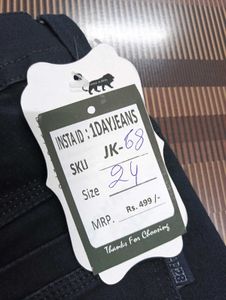 INSTA ID : 1DAYJEANS
SKU JK-68
Size 24
MRP. Rs. 499 /-
Thanks For Choosing